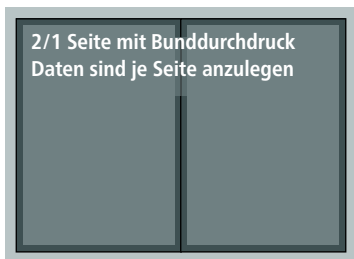 2/1 Seite mit Bunddurchdruck
Daten sind je Seite anzulegen